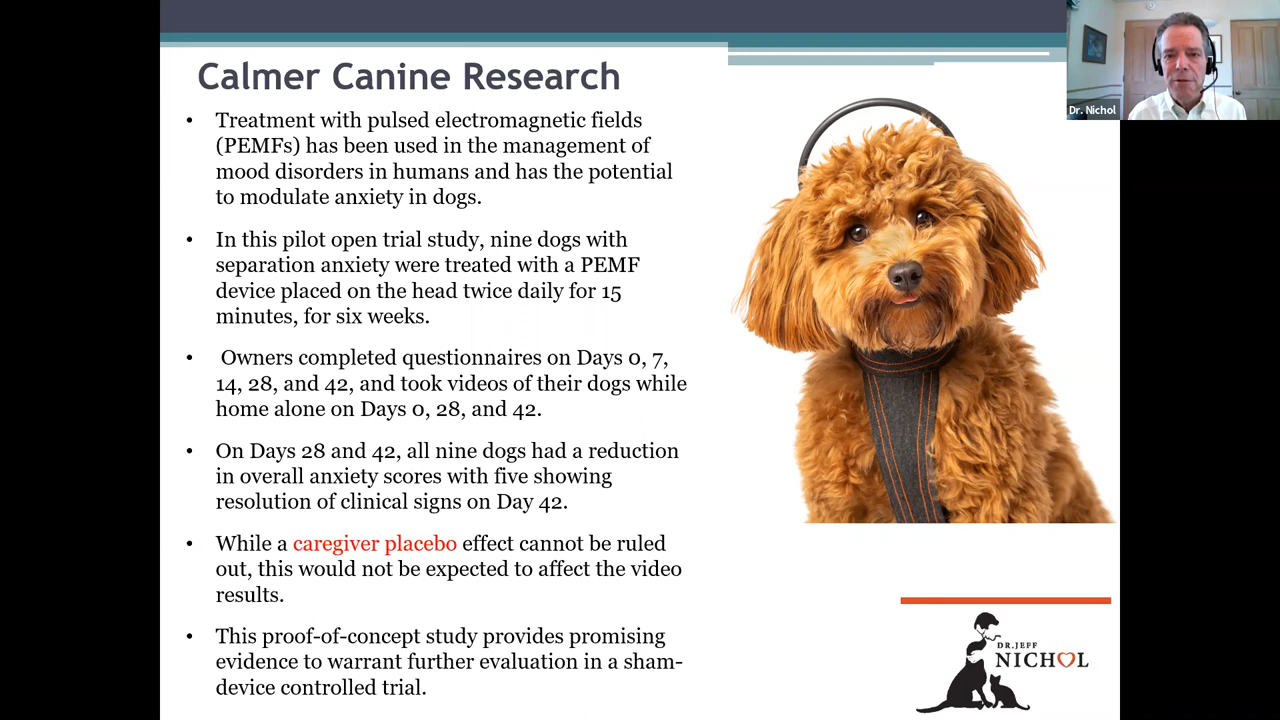 Calmer Canine Research
• Treatment with pulsed electromagnetic fields
(PEMFs) has been used in the management of
mood disorders in humans and has the potential
to modulate anxiety in dogs.
• In this pilot open trial study, nine dogs with
separation anxiety were treated with a PEMF
device placed on the head twice daily for 15
minutes, for six weeks.
• Owners completed questionnaires on Days 0, 7,
14, 28, and 42, and took videos of their dogs while
home alone on Days 0, 28, and 42.
• On Days 28 and 42, all nine dogs had a reduction
in overall anxiety scores with five showing
resolution of clinical signs on Day 42.
• While a caregiver placebo effect cannot be ruled
out, this would not be expected to affect the video
results.
• This proof-of-concept study provides promising
evidence to warrant further evaluation in a sham-
device controlled trial.
Dr. Nichol
DR. JEFF
NICHOL